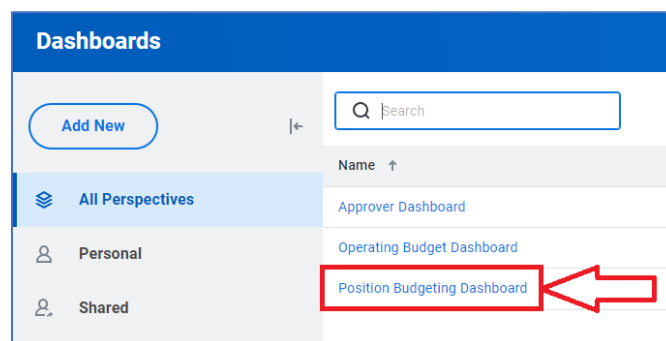 Dashboards
Add New
Search
Name
All Perspectives
Approver Dashboard
Personal
Operating Budget Dashboard
Position Budgeting Dashboard
Shared